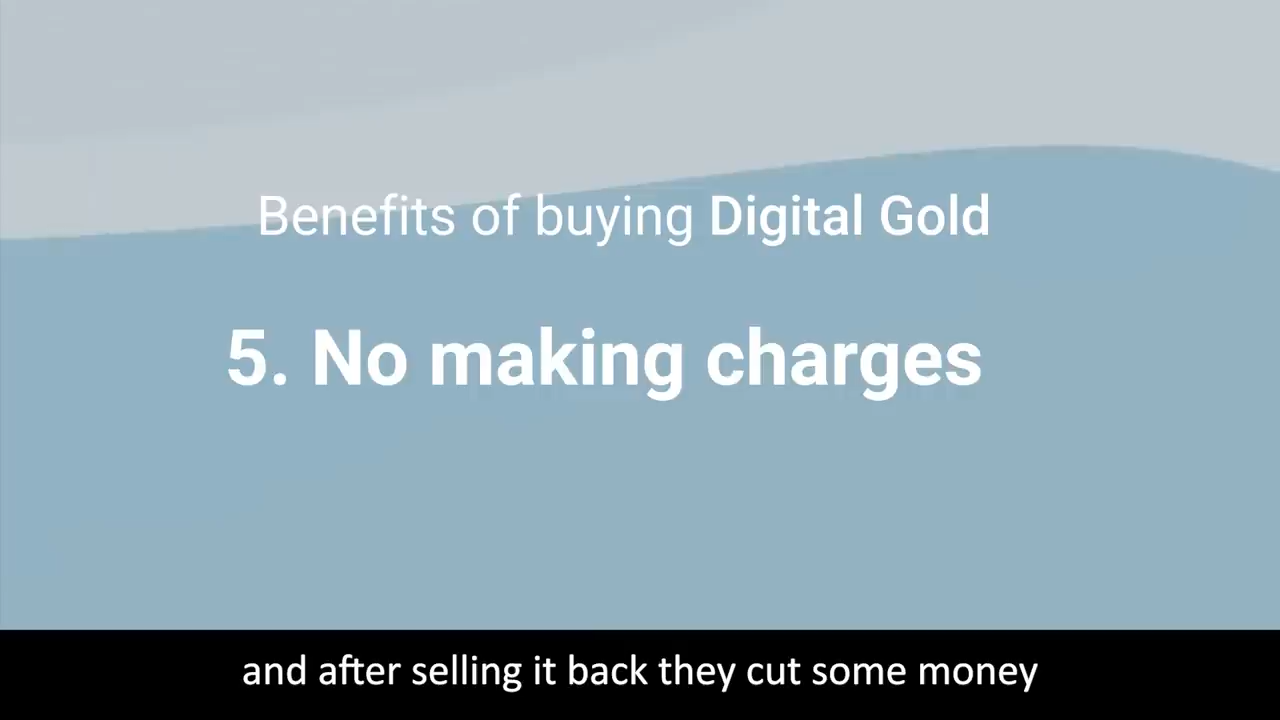 Benefits of buying Digital Gold
5. No making charges
and after selling it back they cut some money